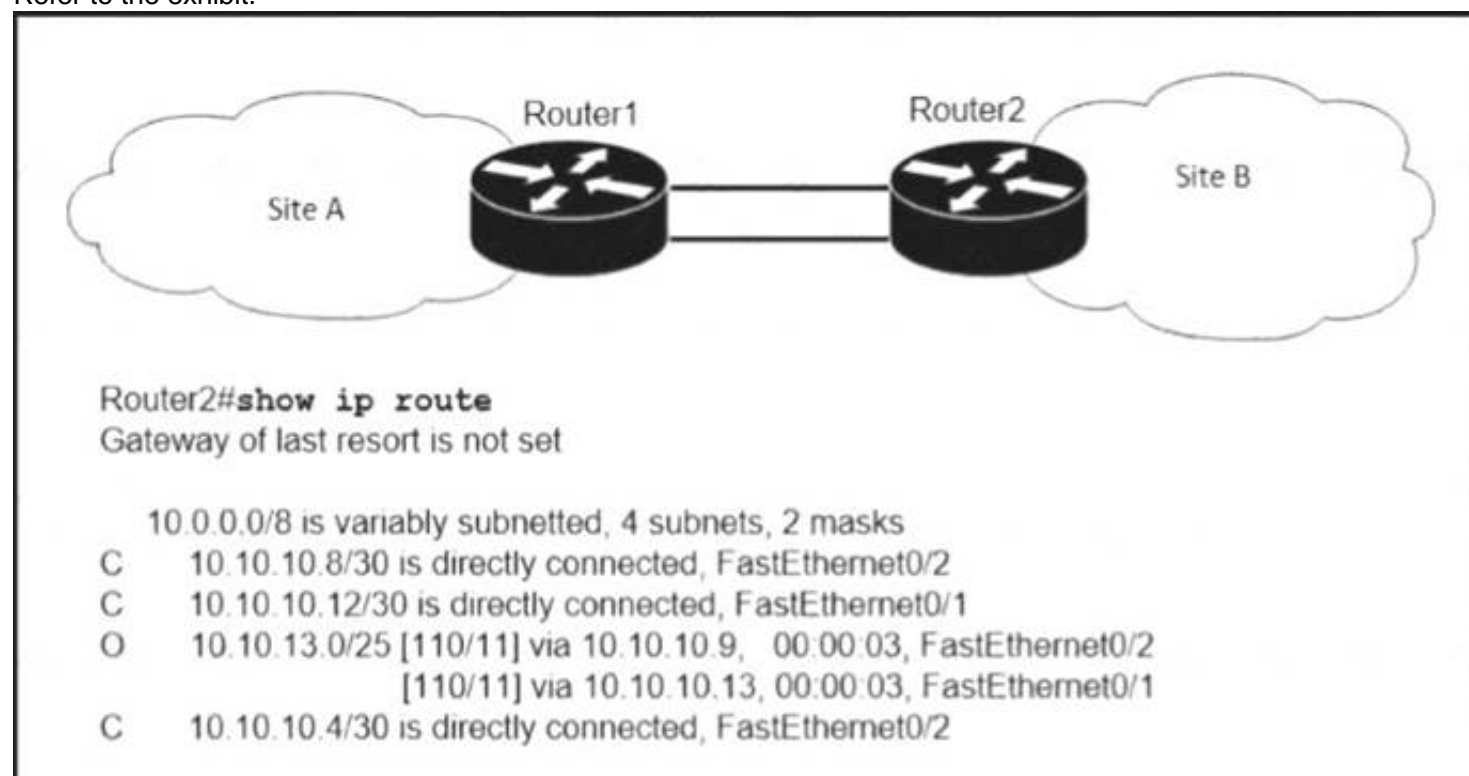 Refer to the exhibit.
Router1
Router2
Site A
Site B
Router2#show ip route
Gateway of last resort is not set
10.0.0.0/8 is variably subnetted, 4 subnets, 2 masks
C 10.10.10.8/30 is directly connected, FastEthernet0/2
C 10.10.10.12/30 is directly connected, FastEthernet0/1
O 10.10.13.0/25 [110/11] via 10.10.10.9, 00:00:03, FastEthernet0/2
[110/11] via 10.10.10.13, 00:00:03, FastEthernet0/1
C 10.10.10.4/30 is directly connected, FastEthernet0/2